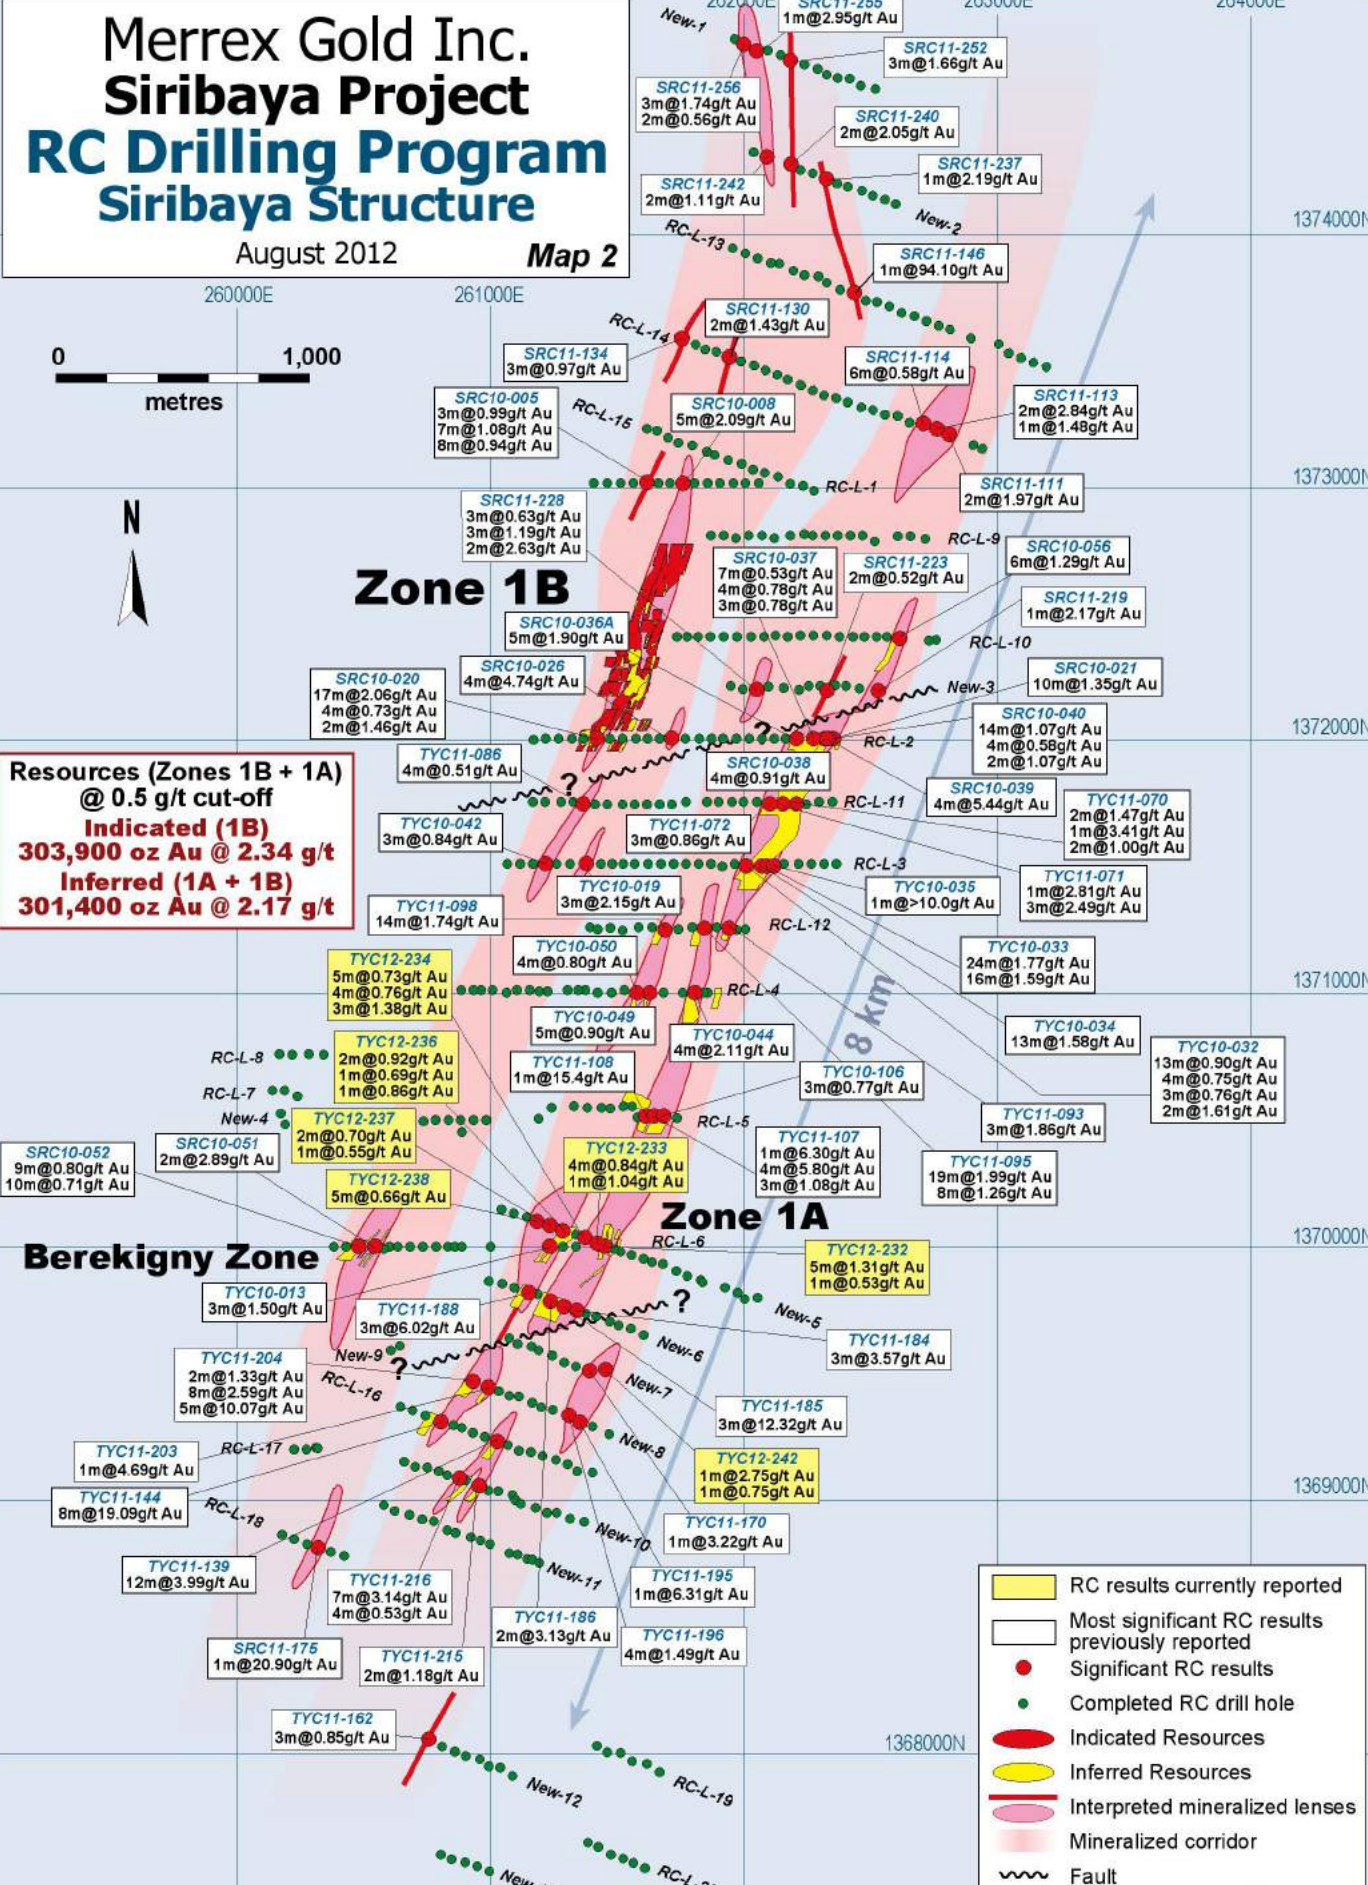 Merrex Gold Inc.
Siribaya Project
RC Drilling Program
Siribaya Structure
August 2012
Map 2
262000E
263000E
264000E
New-1
SRC11-255
1m@2.95g/t Au
SRC11-252
3m@1.66g/t Au
SRC11-256
3m@1.74g/t Au
2m@0.56g/t Au
SRC11-240
2m@2.05g/t Au
SRC11-237
1m@2.19g/t Au
SRC11-242
2m@1.11g/t Au
New-2
1374000N
RC-L-13
SRC11-146
1m@94.10g/t Au
260000E
261000E
0
1,000
metres
RC-L-14
SRC11-130
2m@1.43g/t Au
SRC11-134
3m@0.97g/t Au
SRC11-114
6m@0.58g/t Au
SRC10-005
3m@0.99g/t Au
7m@1.08g/t Au
8m@0.94g/t Au
RC-L-15
SRC10-008
5m@2.09g/t Au
SRC11-113
2m@2.84g/t Au
1m@1.48g/t Au
RC-L-1
SRC11-111
2m@1.97g/t Au
1373000N
N
SRC11-228
3m@0.63g/t Au
3m@1.19g/t Au
2m@2.63g/t Au
RC-L-9
SRC10-037
7m@0.53g/t Au
4m@0.78g/t Au
3m@0.78g/t Au
SRC11-223
2m@0.52g/t Au
SRC10-056
6m@1.29g/t Au
Zone 1B
SRC11-219
1m@2.17g/t Au
SRC10-036A
5m@1.90g/t Au
RC-L-10
SRC10-026
4m@4.74g/t Au
SRC10-020
17m@2.06g/t Au
4m@0.73g/t Au
2m@1.46g/t Au
SRC10-021
10m@1.35g/t Au
New-3
SRC10-040
14m@1.07g/t Au
4m@0.58g/t Au
2m@1.07g/t Au
?
RC-L-2
1372000N
TYC11-086
4m@0.51g/t Au
SRC10-038
4m@0.91g/t Au
?
SRC10-039
4m@5.44g/t Au
Resources (Zones 1B + 1A)
@ 0.5 g/t cut-off
Indicated (1B)
303,900 oz Au @ 2.34 g/t
Inferred (1A + 1B)
301,400 oz Au @ 2.17 g/t
RC-L-11
TYC11-070
2m@1.47g/t Au
1m@3.41g/t Au
2m@1.00g/t Au
TYC10-042
3m@0.84g/t Au
TYC11-072
3m@0.86g/t Au
RC-L-3
TYC11-071
1m@2.81g/t Au
3m@2.49g/t Au
TYC10-019
3m@2.15g/t Au
TYC10-035
1m@>10.0g/t Au
TYC11-098
14m@1.74g/t Au
RC-L-12
TYC10-050
4m@0.80g/t Au
TYC10-033
24m@1.77g/t Au
16m@1.59g/t Au
TYC12-234
5m@0.73g/t Au
4m@0.76g/t Au
3m@1.38g/t Au
RC-L-4
1371000N
8 km
TYC10-049
5m@0.90g/t Au
TYC10-044
4m@2.11g/t Au
TYC10-034
13m@1.58g/t Au
TYC10-032
13m@0.90g/t Au
4m@0.75g/t Au
3m@0.76g/t Au
2m@1.61g/t Au
RC-L-8
TYC12-236
2m@0.92g/t Au
1m@0.69g/t Au
1m@0.86g/t Au
TYC11-108
1m@15.4g/t Au
TYC10-106
3m@0.77g/t Au
RC-L-7
New-4
TYC12-237
2m@0.70g/t Au
1m@0.55g/t Au
RC-L-5
TYC11-093
3m@1.86g/t Au
SRC10-052
9m@0.80g/t Au
10m@0.71g/t Au
SRC10-051
2m@2.89g/t Au
TYC12-233
4m@0.84g/t Au
1m@1.04g/t Au
TYC11-107
1m@6.30g/t Au
4m@5.80g/t Au
3m@1.08g/t Au
TYC11-095
19m@1.99g/t Au
8m@1.26g/t Au
TYC12-238
5m@0.66g/t Au
Zone 1A
Berekigny Zone
RC-L-6
TYC12-232
5m@1.31g/t Au
1m@0.53g/t Au
1370000N
TYC10-013
3m@1.50g/t Au
TYC11-188
3m@6.02g/t Au
?
New-5
New-6
TYC11-184
3m@3.57g/t Au
New-9
?
TYC11-204
2m@1.33g/t Au
8m@2.59g/t Au
5m@10.07g/t Au
RC-L-16
New-7
TYC11-185
3m@12.32g/t Au
New-8
RC-L-17
TYC11-203
1m@4.69g/t Au
TYC12-242
1m@2.75g/t Au
1m@0.75g/t Au
TYC11-144
8m@19.09g/t Au
1369000N
RC-L-18
New-10
TYC11-170
1m@3.22g/t Au
TYC11-139
12m@3.99g/t Au
New-11
TYC11-216
7m@3.14g/t Au
4m@0.53g/t Au
TYC11-195
1m@6.31g/t Au
TYC11-186
2m@3.13g/t Au
TYC11-196
4m@1.49g/t Au
SRC11-175
1m@20.90g/t Au
TYC11-215
2m@1.18g/t Au
TYC11-162
3m@0.85g/t Au
1368000N
New-12
RC-L-19
RC results currently reported
Most significant RC results
previously reported
Significant RC results
Completed RC drill hole
Indicated Resources
Inferred Resources
Interpreted mineralized lenses
Mineralized corridor
Fault